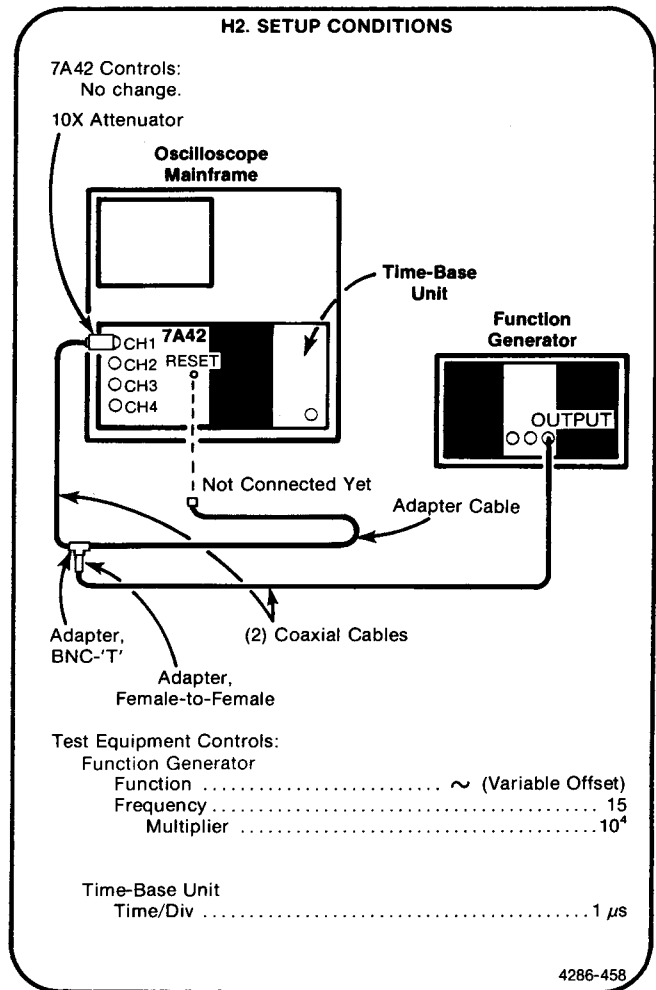 H2. SETUP CONDITIONS
7A42 Controls:
No change.
10X Attenuator
Oscilloscope
Mainframe
Time-Base
Unit
Function
Generator
CH1 7A42
CH2 RESET
CH3
CH4
OUTPUT
Not Connected Yet
Adapter Cable
Adapter,
BNC-'T'
(2) Coaxial Cables
Adapter,
Female-to-Female
Test Equipment Controls:
Function Generator
Function ........................ ~ (Variable Offset)
Frequency ........................................ 15
Multiplier ..................................... 10⁴
Time-Base Unit
Time/Div ........................................ 1 µs
4286-458